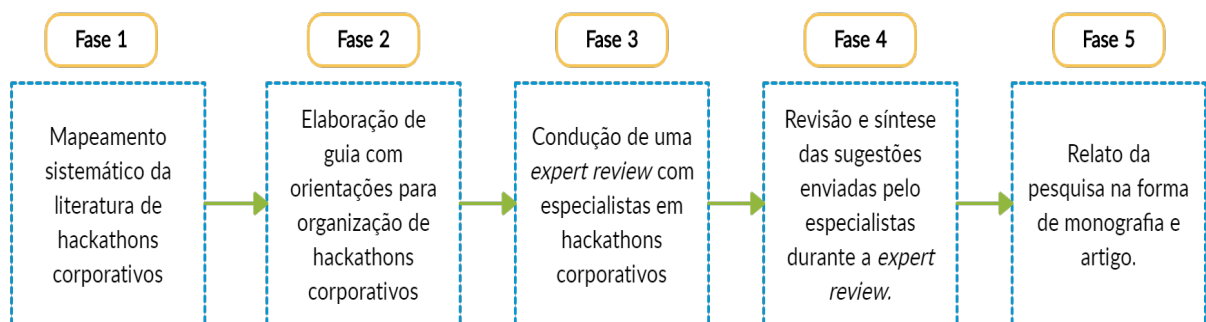 Fase 1
Mapeamento
sistemático da
literatura de
hackathons
corporativos
Fase 2
Elaboração de
guia com
orientações para
organização de
hackathons
corporativos
Fase 3
Condução de uma
expert review com
especialistas em
hackathons
corporativos
Fase 4
Revisão e síntese
das sugestões
enviadas pelo
especialistas
durante a expert
review.
Fase 5
Relato da
pesquisa na forma
de monografia e
artigo.